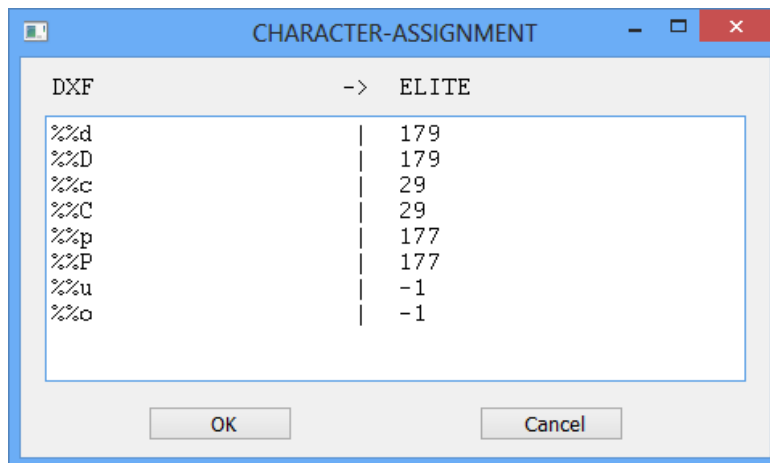 CHARACTER-ASSIGNMENT
DXF -> ELITE
%%d | 179
%%D | 179
%%c | 29
%%C | 29
%%p | 177
%%P | 177
%%u | -1
%%o | -1
OK Cancel